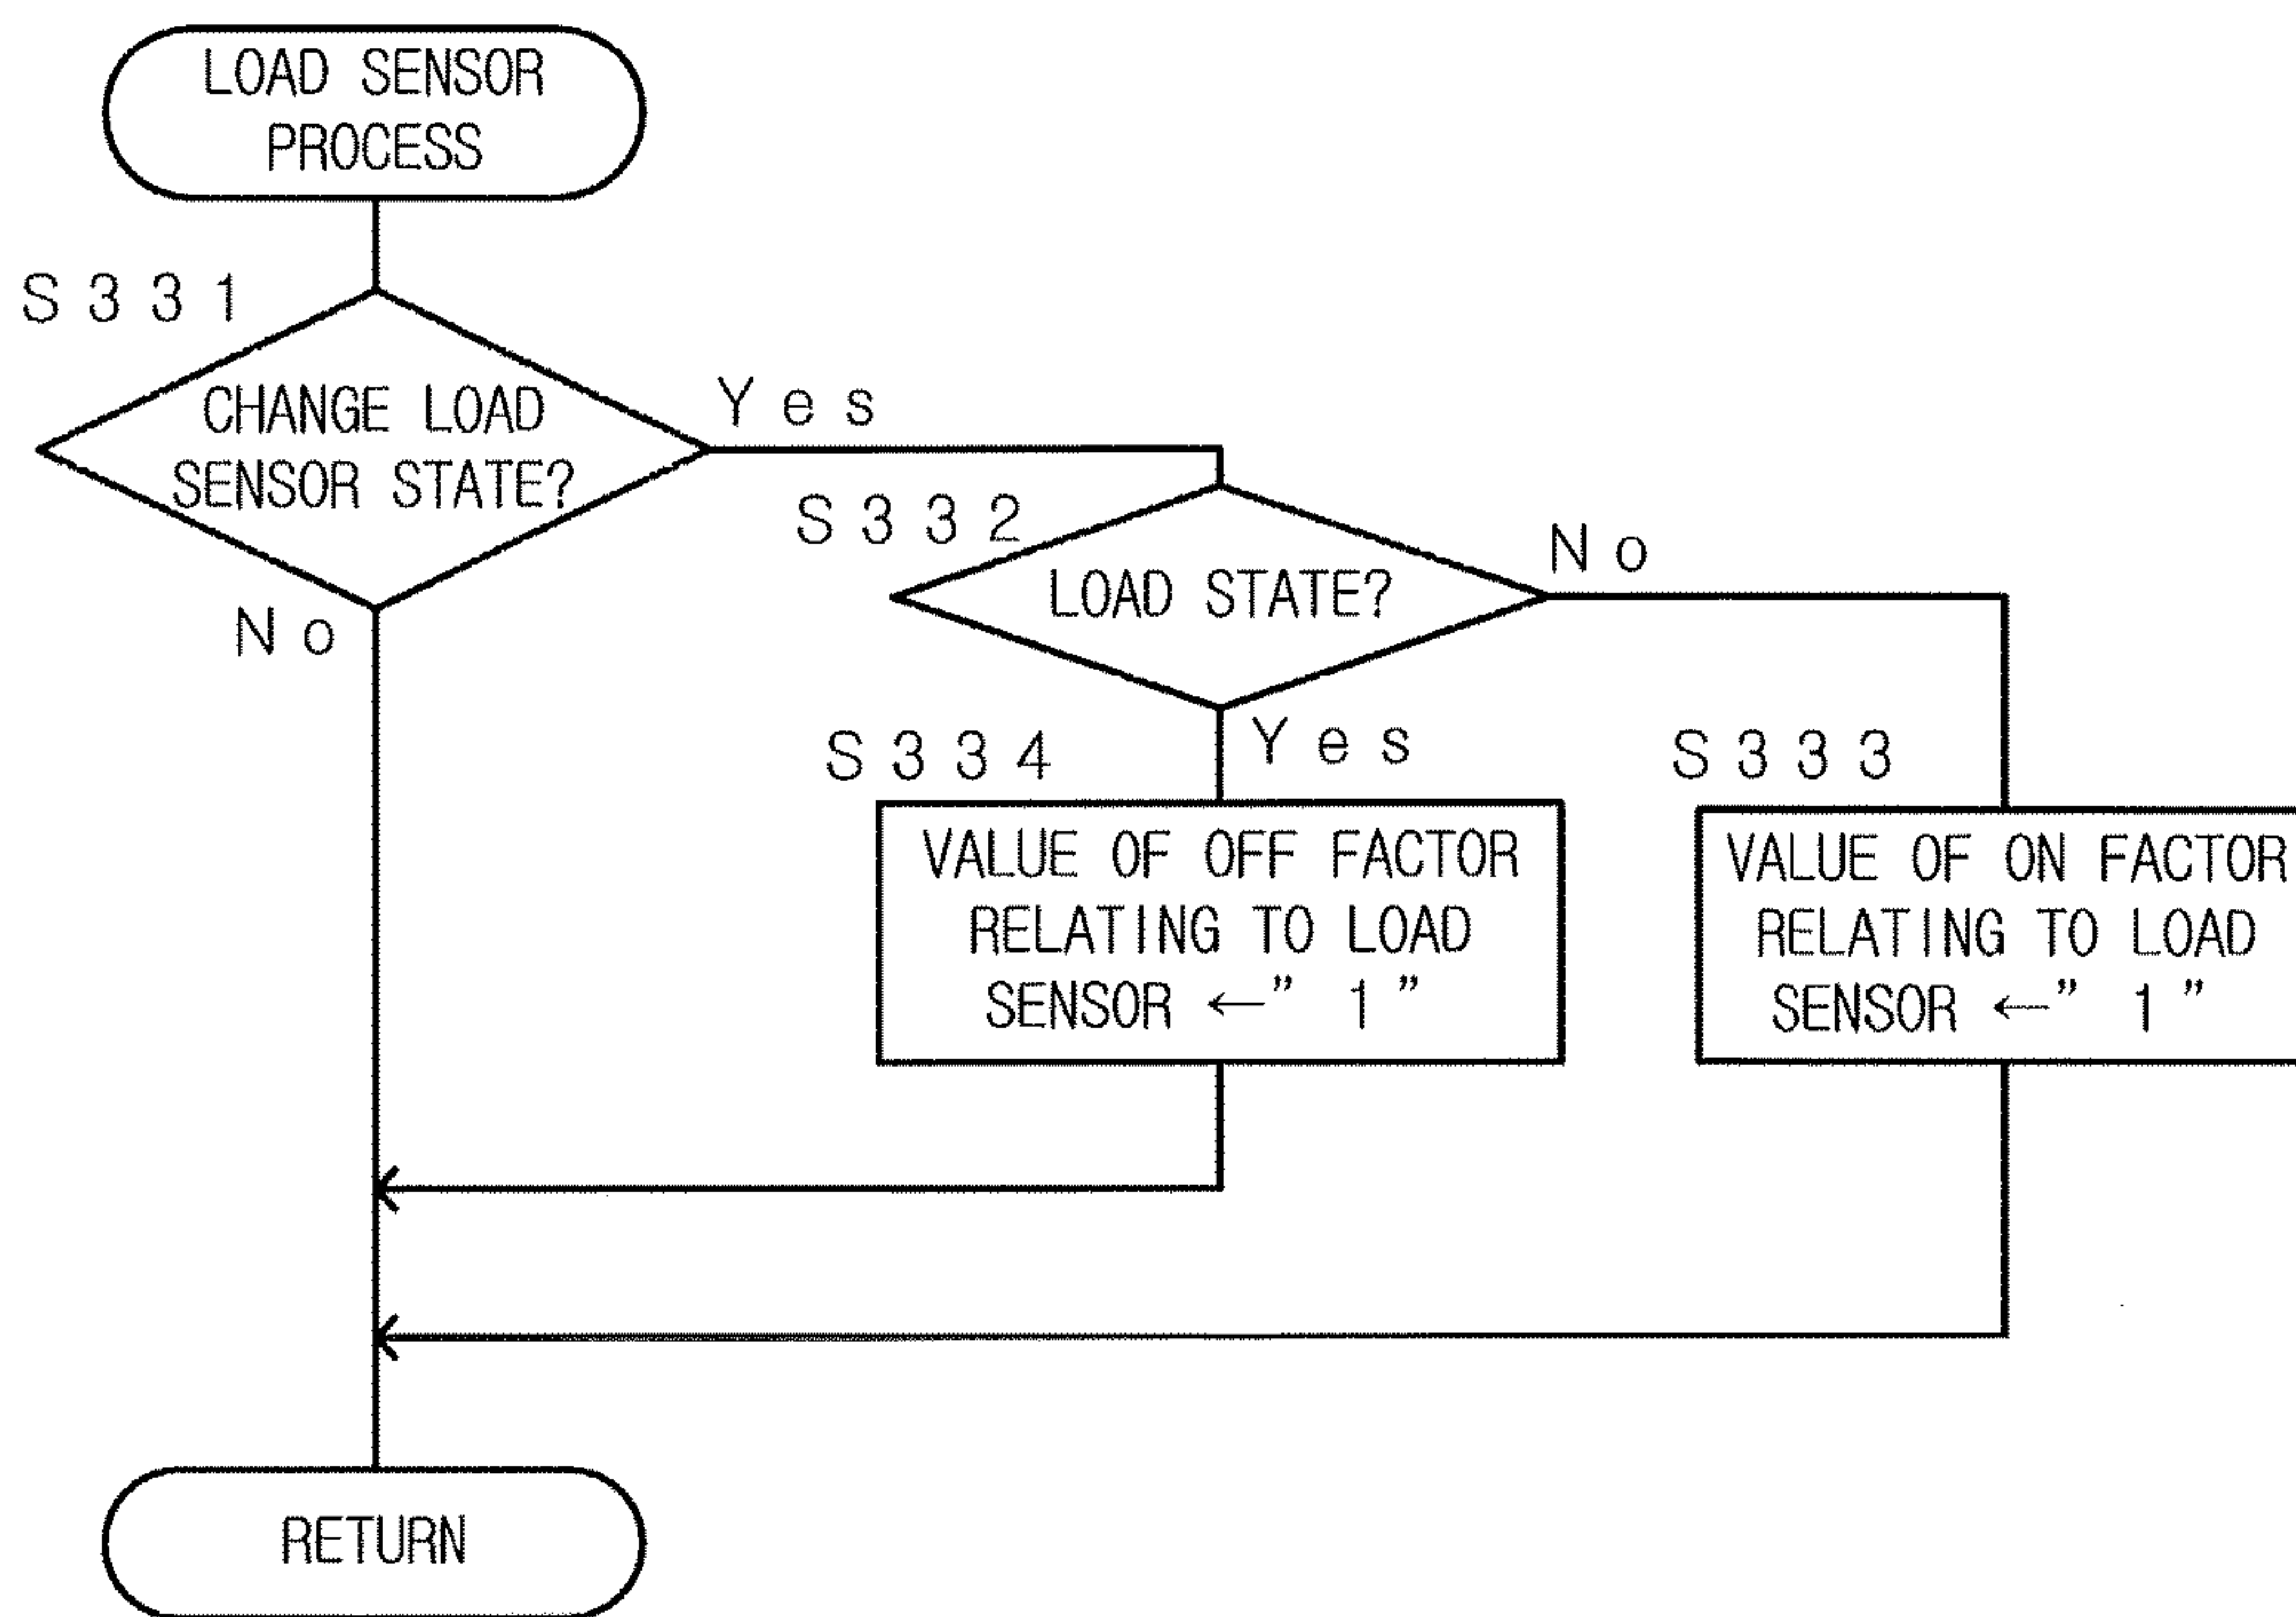 LOAD SENSOR
PROCESS
S331
CHANGE LOAD
SENSOR STATE?
Yes
No
S332
LOAD STATE?
No
Yes
S334
VALUE OF OFF FACTOR
RELATING TO LOAD
SENSOR ←” 1 ”
S333
VALUE OF ON FACTOR
RELATING TO LOAD
SENSOR ←” 1 ”
RETURN